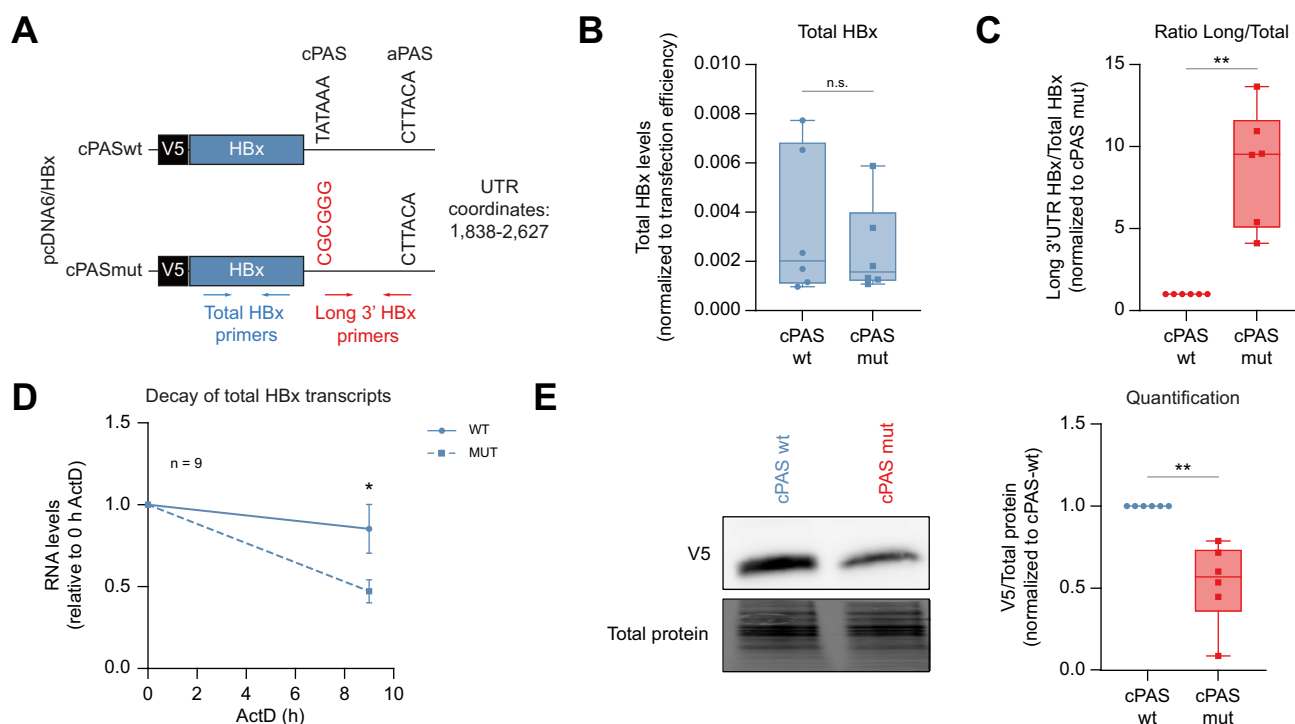 A
cPAS
aPAS
TATAAA
CTTACA
pcDNA6/HBx
cPASwt
V5
HBx
CGCGGG
CTTACA
UTR
coordinates:
1,838-2,627
cPASmut
V5
HBx
Total HBx
primers
Long 3' HBx
primers
B
Total HBx
n.s.
Total HBx levels
(normalized to transfection efficiency)
0.010
0.008
0.006
0.004
0.002
0.000
cPAS
wt
cPAS
mut
C
Ratio Long/Total
**
Long 3'UTR HBx/Total HBx
(normalized to cPAS mut)
15
10
5
0
cPAS
wt
cPAS
mut
D
Decay of total HBx transcripts
n = 9
*
WT
MUT
RNA levels
(relative to 0 h ActD)
1.5
1.0
0.5
0.0
0 2 4 6 8 10
ActD (h)
E
cPAS wt
cPAS mut
V5
Total protein
Quantification
**
V5/Total protein
(normalized to cPAS-wt)
1.5
1.0
0.5
0.0
cPAS
wt
cPAS
mut